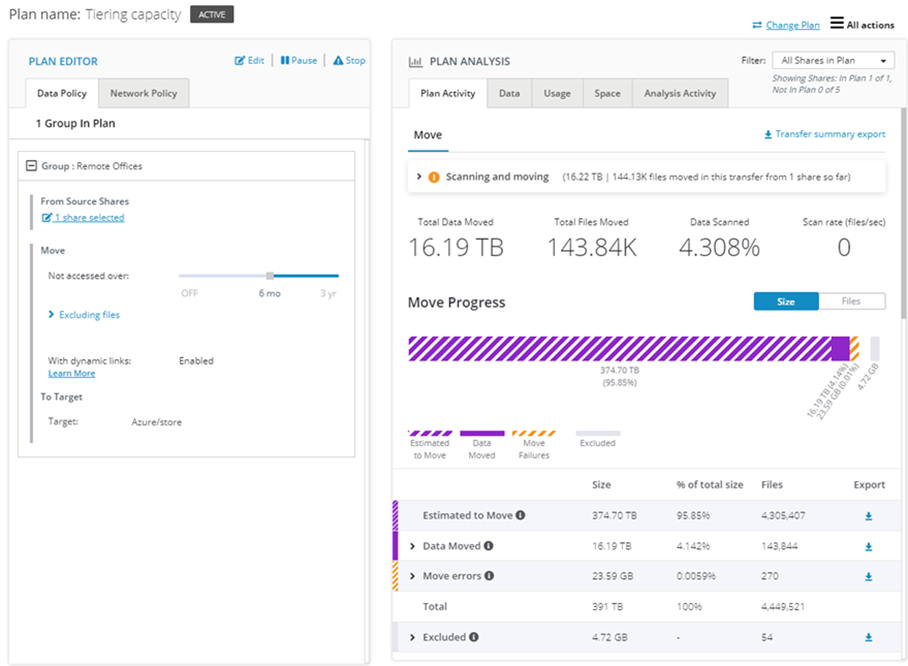 Plan name: Tiering capacity ACTIVE
Change Plan All actions
PLAN EDITOR Edit Pause Stop
Data Policy Network Policy
1 Group In Plan
Group : Remote Offices
From Source Shares
1 share selected
Move
Not accessed over:
OFF 6 mo 3 yr
Excluding files
With dynamic links: Enabled
Learn More
To Target
Target: Azure/store
PLAN ANALYSIS
Filter: All Shares in Plan
Showing Shares: In Plan 1 of 1,
Not In Plan 0 of 5
Plan Activity Data Usage Space Analysis Activity
Move Transfer summary export
Scanning and moving (16.22 TB | 144.13K files moved in this transfer from 1 share so far)
Total Data Moved Total Files Moved Data Scanned Scan rate (files/sec)
16.19 TB 143.84K 4.308% 0
Move Progress Size Files
374.70 TB
(95.85%)
16.19 TB (4.14%)
23.59 GB (0.01%)
4.72 GB
Estimated to Move
Data Moved
Move Failures
Excluded
Size % of total size Files Export
Estimated to Move 374.70 TB 95.85% 4,305,407
Data Moved 16.19 TB 4.142% 143,844
Move errors 23.59 GB 0.0059% 270
Total 391 TB 100% 4,449,521
Excluded 4.72 GB - 54